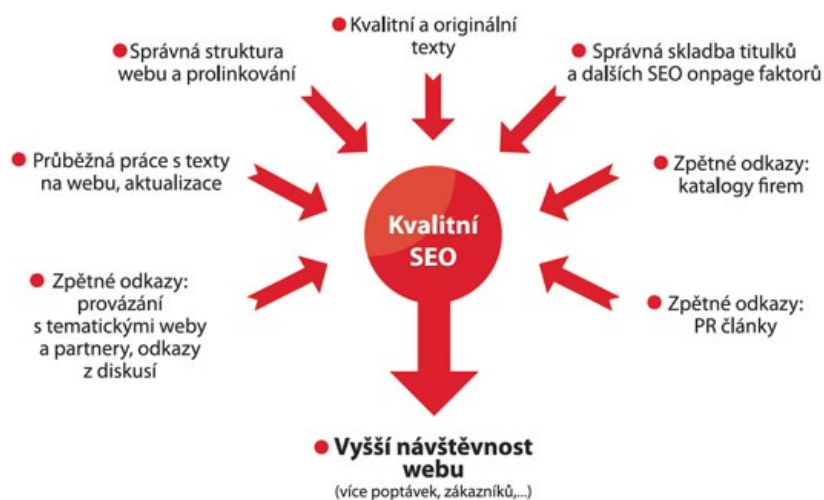 Kvalitní a originální
texty
Správná struktura
webu a prolinkování
Správná skladba titulků
a dalších SEO onpage faktorů
Průběžná práce s texty
na webu, aktualizace
Zpětné odkazy:
katalogy firem
Kvalitní
SEO
Zpětné odkazy:
provázání
s tematickými weby
a partnery, odkazy
z diskusí
Zpětné odkazy:
PR články
Vyšší návštěvnost
webu
(více poptávek, zákazníků,...)